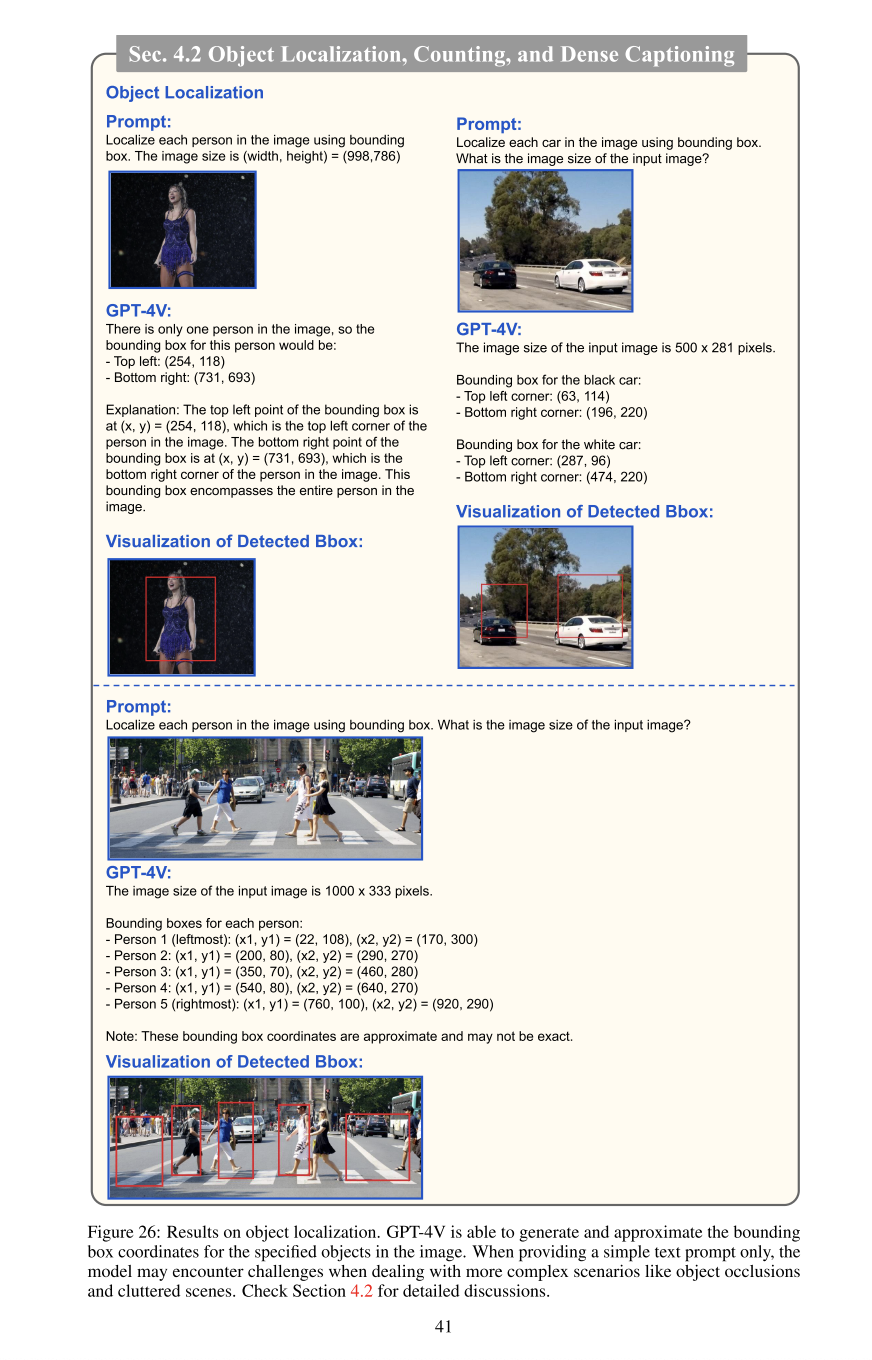 Sec. 4.2 Object Localization, Counting, and Dense Captioning
Object Localization
Prompt:
Localize each person in the image using bounding
box. The image size is (width, height) = (998,786)
GPT-4V:
There is only one person in the image, so the
bounding box for this person would be:
- Top left: (254, 118)
- Bottom right: (731, 693)
Explanation: The top left point of the bounding box is
at (x, y) = (254, 118), which is the top left corner of the
person in the image. The bottom right point of the
bounding box is at (x, y) = (731, 693), which is the
bottom right corner of the person in the image. This
bounding box encompasses the entire person in the
image.
Visualization of Detected Bbox:
Prompt:
Localize each car in the image using bounding box.
What is the image size of the input image?
GPT-4V:
The image size of the input image is 500 x 281 pixels.
Bounding box for the black car:
- Top left corner: (63, 114)
- Bottom right corner: (196, 220)
Bounding box for the white car:
- Top left corner: (287, 96)
- Bottom right corner: (474, 220)
Visualization of Detected Bbox:
Prompt:
Localize each person in the image using bounding box. What is the image size of the input image?
GPT-4V:
The image size of the input image is 1000 x 333 pixels.
Bounding boxes for each person:
- Person 1 (leftmost): (x1, y1) = (22, 108), (x2, y2) = (170, 300)
- Person 2: (x1, y1) = (200, 80), (x2, y2) = (290, 270)
- Person 3: (x1, y1) = (350, 70), (x2, y2) = (460, 280)
- Person 4: (x1, y1) = (540, 80), (x2, y2) = (640, 270)
- Person 5 (rightmost): (x1, y1) = (760, 100), (x2, y2) = (920, 290)
Note: These bounding box coordinates are approximate and may not be exact.
Visualization of Detected Bbox:
Figure 26: Results on object localization. GPT-4V is able to generate and approximate the bounding
box coordinates for the specified objects in the image. When providing a simple text prompt only, the
model may encounter challenges when dealing with more complex scenarios like object occlusions
and cluttered scenes. Check Section 4.2 for detailed discussions.
41